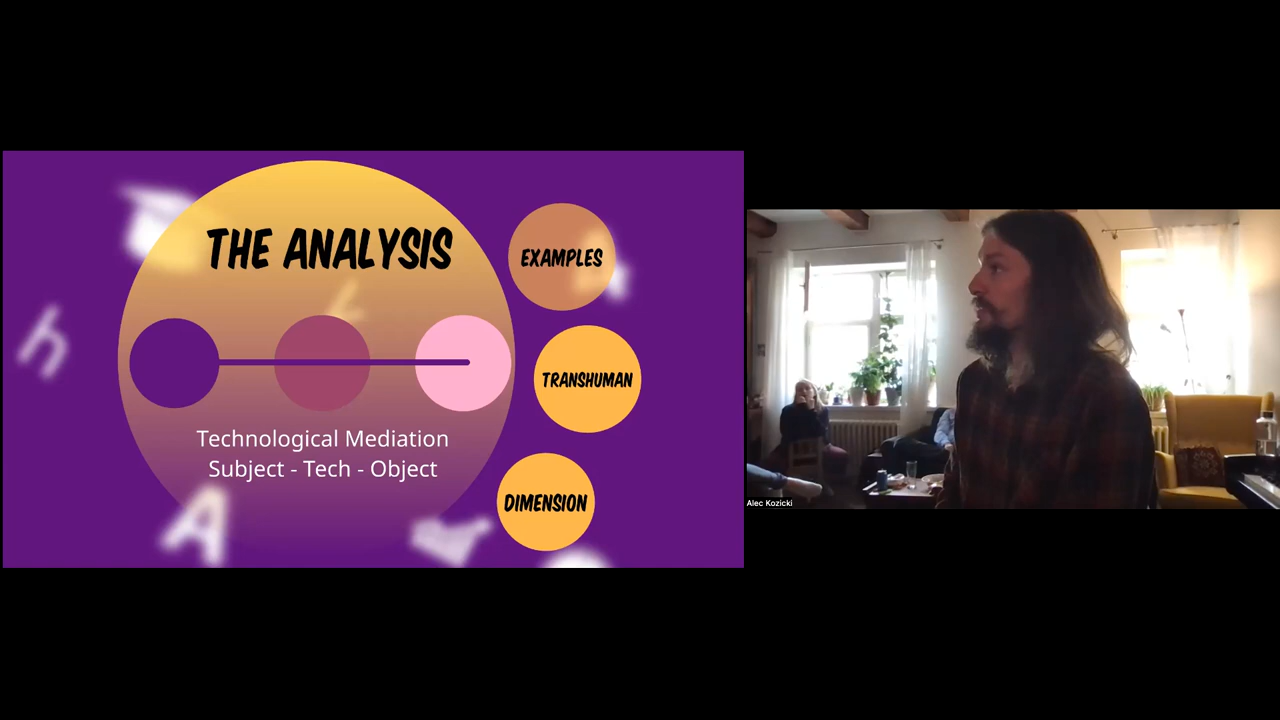 THE ANALYSIS
Technological Mediation
Subject - Tech - Object
EXAMPLES
TRANSHUMAN
DIMENSION
h
A
Alec Kozicki